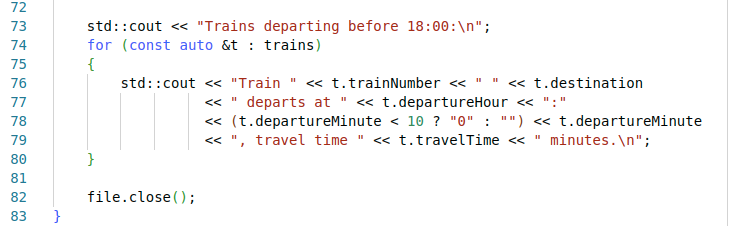 72
73 std::cout << "Trains departing before 18:00:\n";
74 for (const auto &t : trains)
75 {
76 std::cout << "Train " << t.trainNumber << " " << t.destination
77 << " departs at " << t.departureHour << ":"
78 << (t.departureMinute < 10 ? "0" : "") << t.departureMinute
79 << ", travel time " << t.travelTime << " minutes.\n";
80 }
81
82 file.close();
83 }